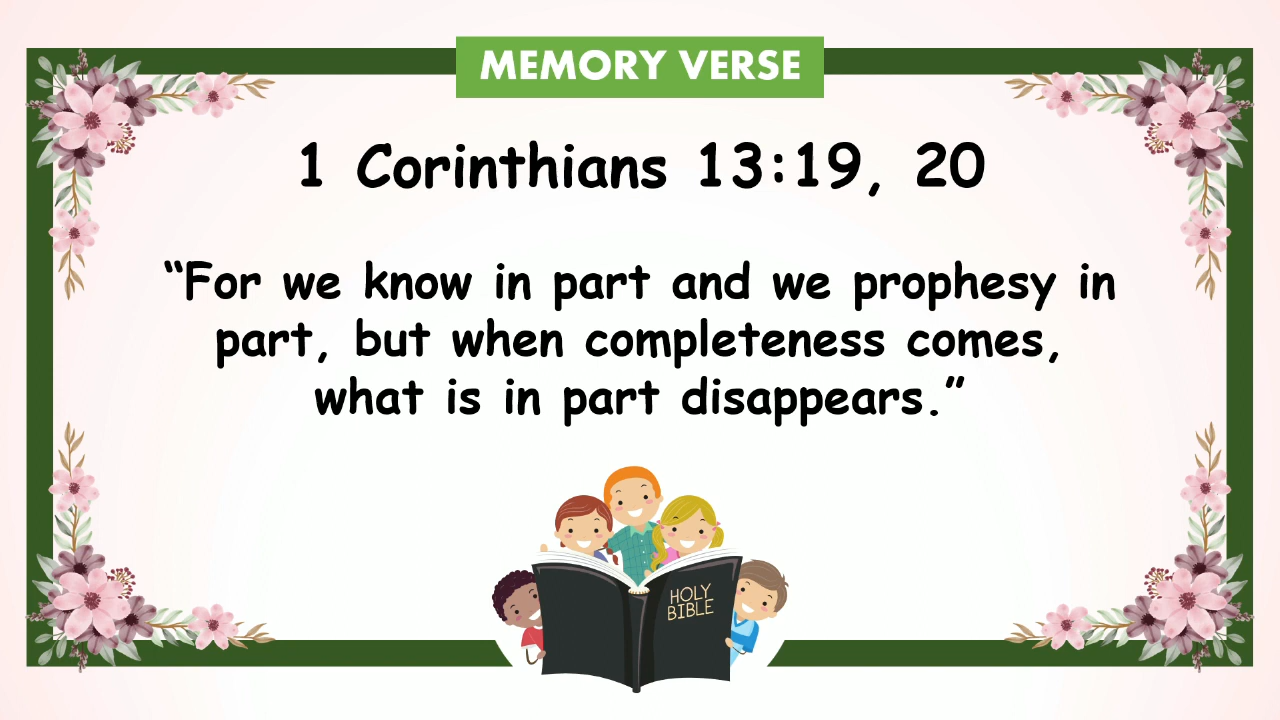 MEMORY VERSE
1 Corinthians 13:19, 20
“For we know in part and we prophesy in
part, but when completeness comes,
what is in part disappears.”
HOLY
BIBLE